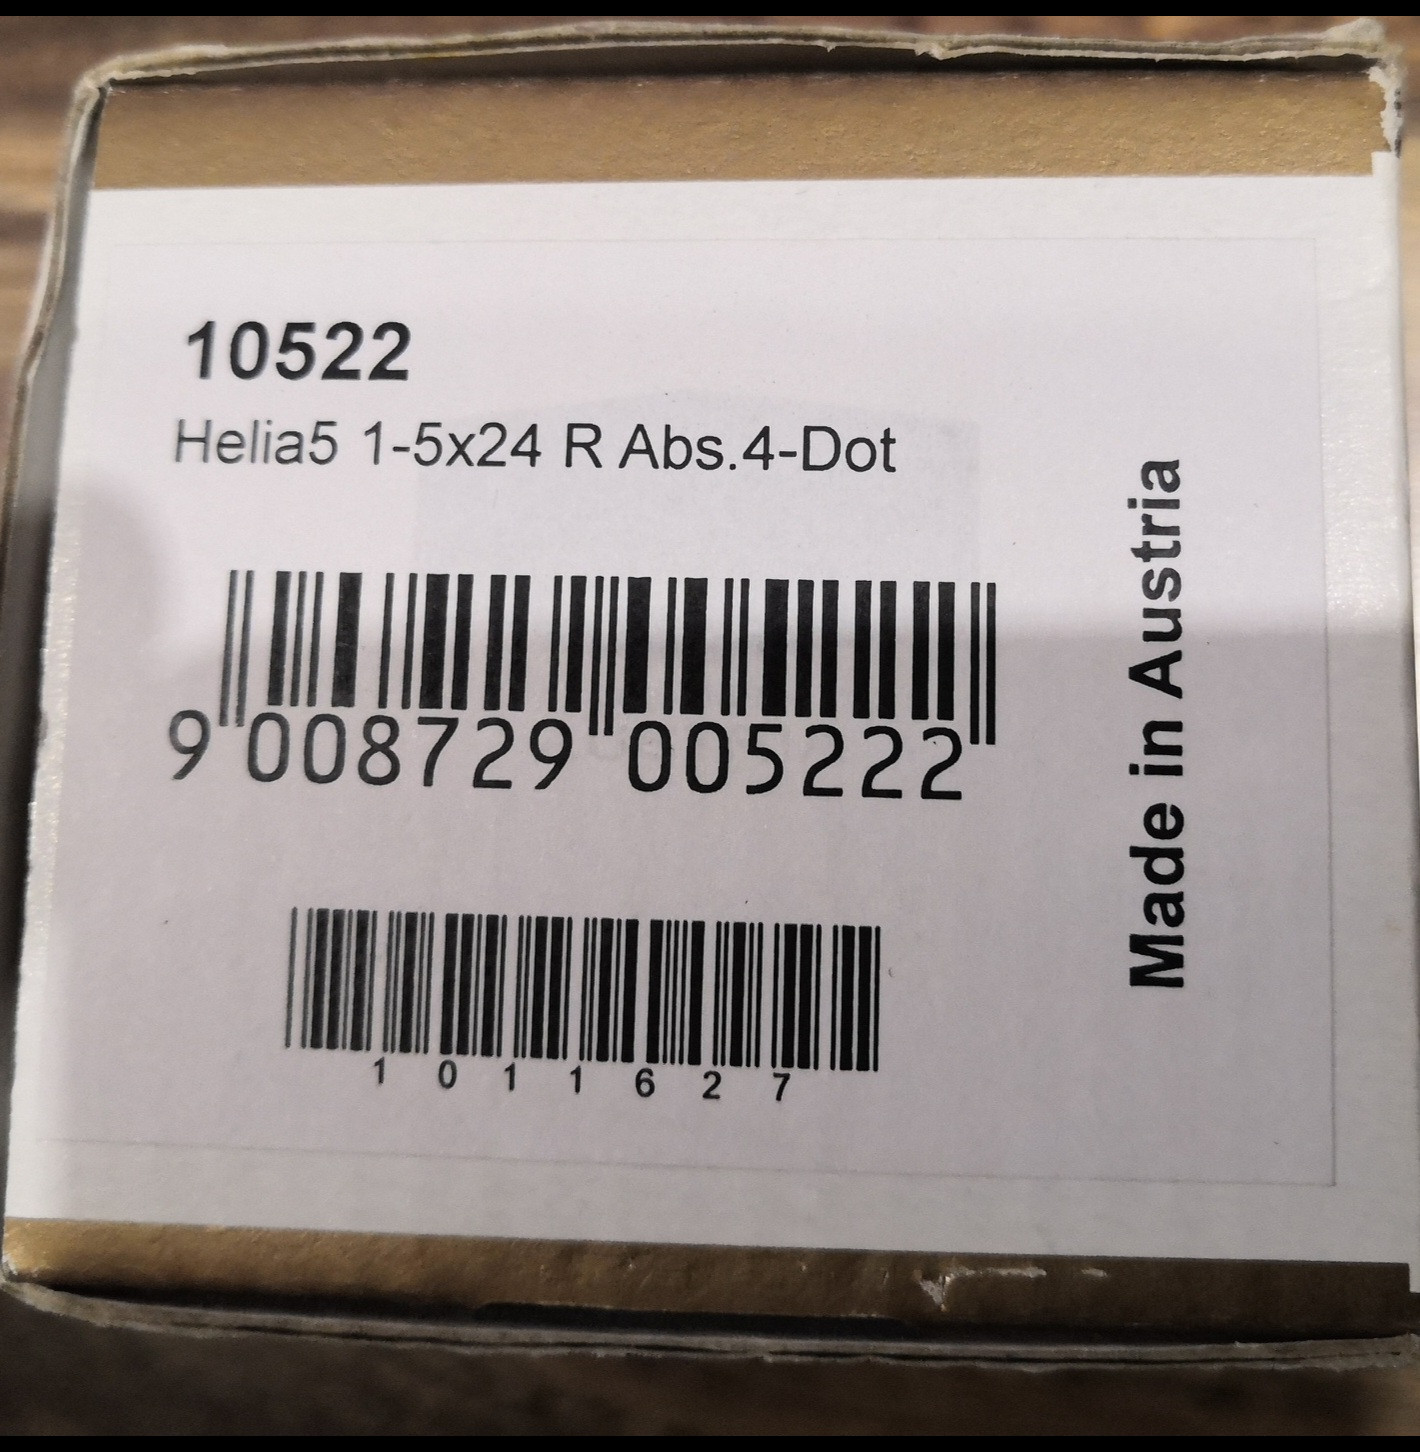 10522
Helia5 1-5x24 R Abs.4-Dot
9 008729 005222
1011627
Made in Austria